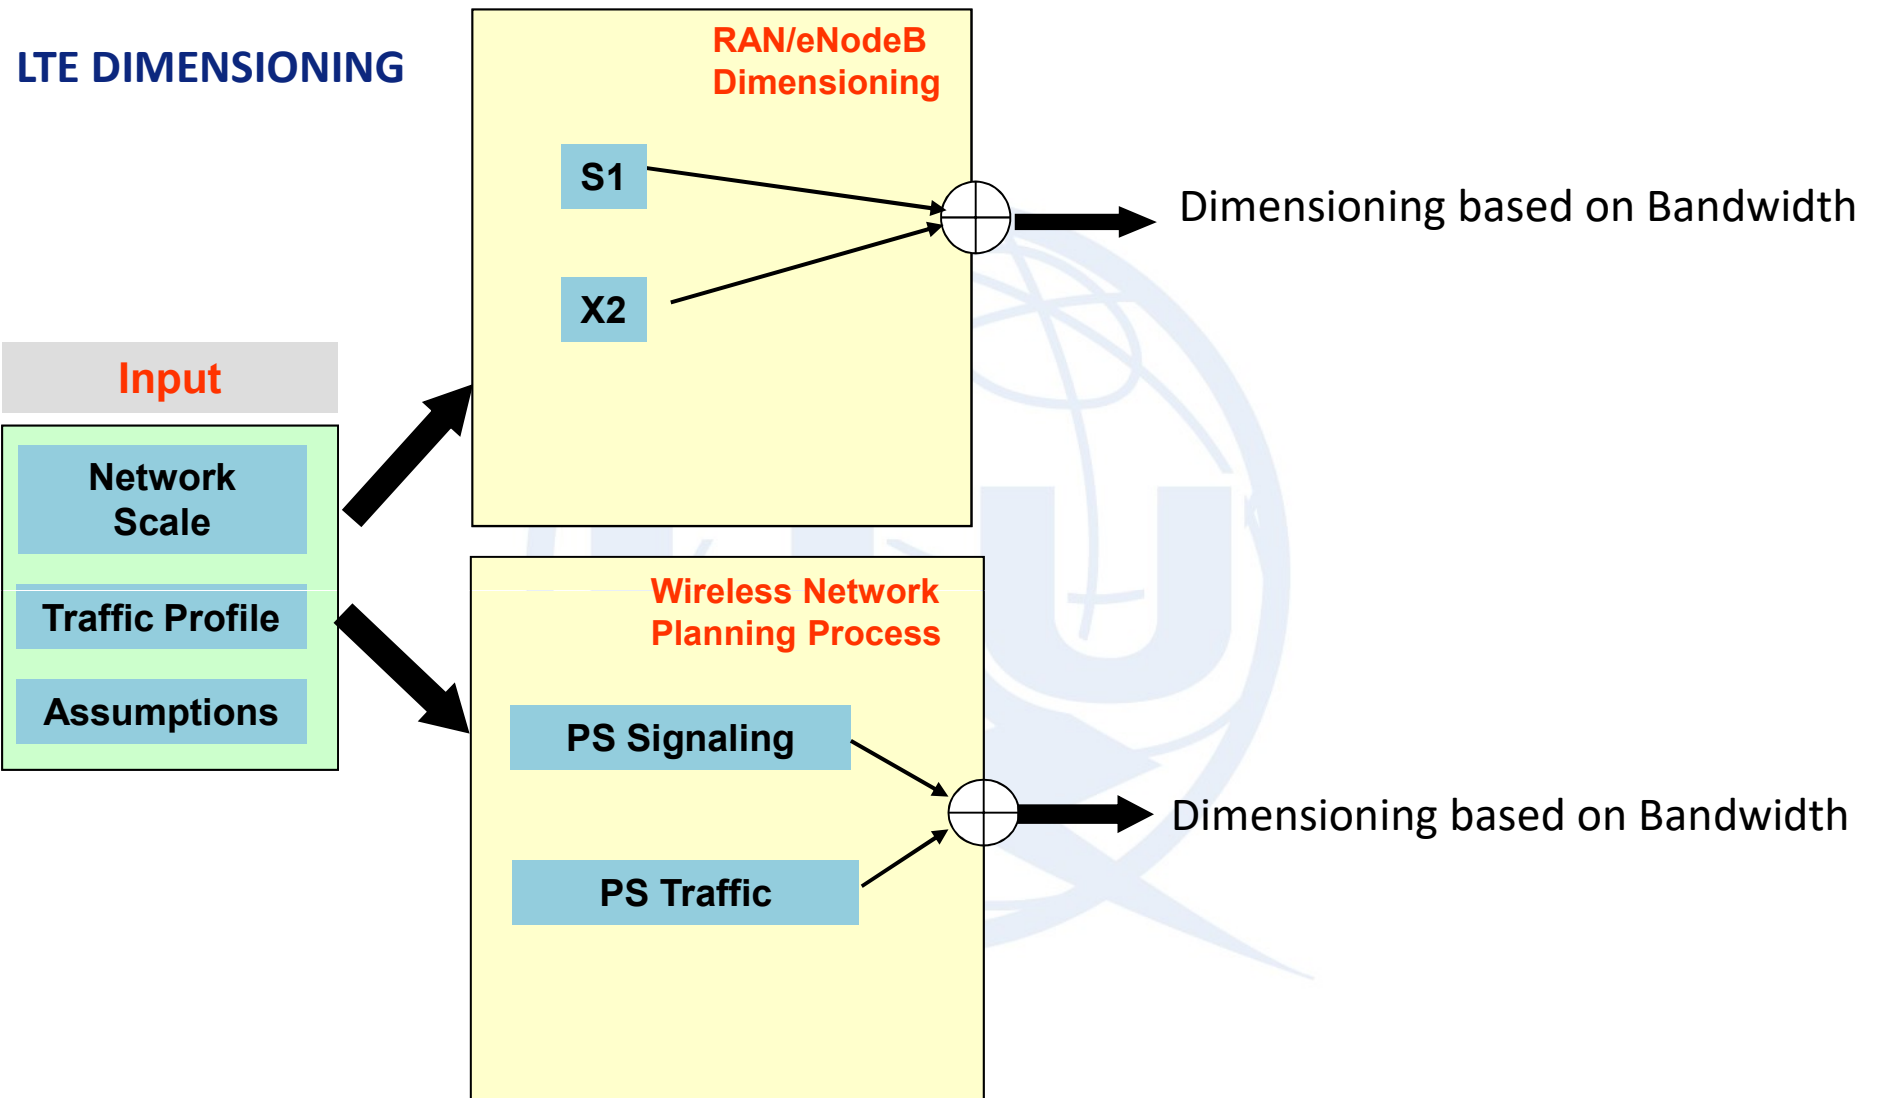 LTE DIMENSIONING
RAN/eNodeB
Dimensioning
S1
X2
Dimensioning based on Bandwidth
Input
Network
Scale
Traffic Profile
Assumptions
Wireless Network
Planning Process
PS Signaling
PS Traffic
Dimensioning based on Bandwidth